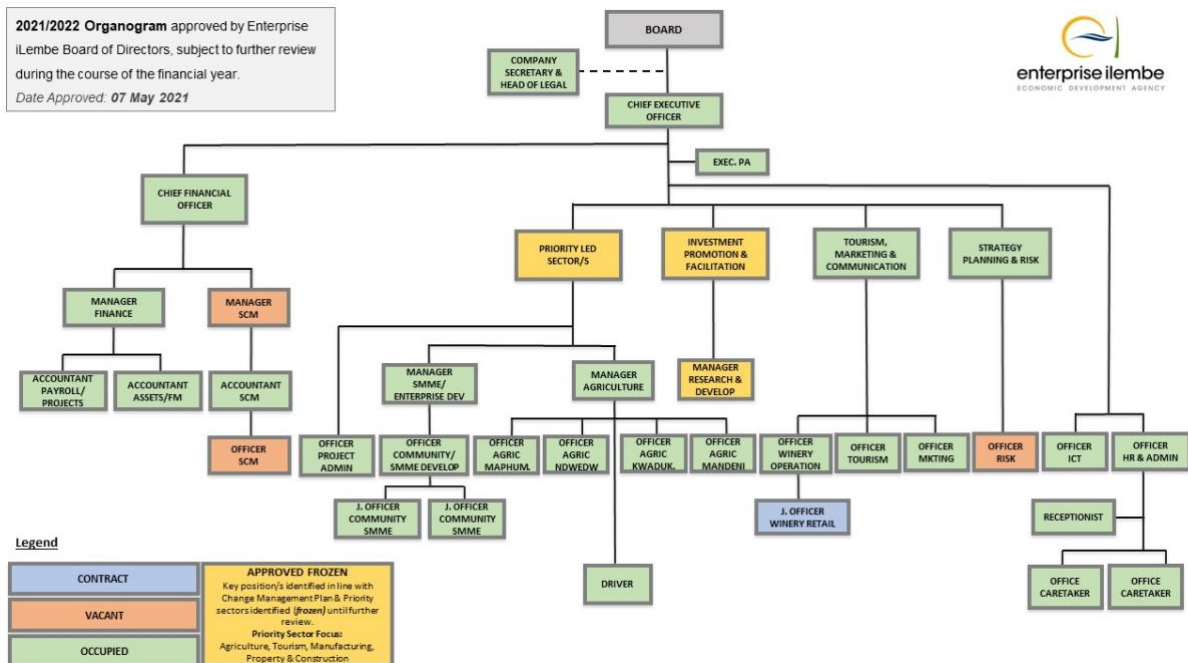 2021/2022 Organogram approved by Enterprise
iLembe Board of Directors, subject to further review
during the course of the financial year.
Date Approved: 07 May 2021
BOARD
enterprise ilembe
ECONOMIC DEVELOPMENT AGENCY
COMPANY
SECRETARY &
HEAD OF LEGAL
CHIEF EXECUTIVE
OFFICER
EXEC. PA
CHIEF FINANCIAL
OFFICER
PRIORITY LED
SECTOR/S
INVESTMENT
PROMOTION &
FACILITATION
TOURISM,
MARKETING &
COMMUNICATION
STRATEGY
PLANNING & RISK
MANAGER
FINANCE
MANAGER
SCM
ACCOUNTANT
PAYROLL/
PROJECTS
ACCOUNTANT
ASSETS/FM
ACCOUNTANT
SCM
MANAGER
SMME/
ENTERPRISE DEV
MANAGER
AGRICULTURE
MANAGER
RESEARCH &
DEVELOP
OFFICER
SCM
OFFICER
PROJECT
ADMIN
OFFICER
COMMUNITY/
SMME DEVELOP
OFFICER
AGRIC
MAPHUM.
OFFICER
AGRIC
NDWEDW
OFFICER
AGRIC
KWADUK.
OFFICER
AGRIC
MANDENI
OFFICER
WINERY
OPERATION
OFFICER
TOURISM
OFFICER
MKTING
OFFICER
RISK
OFFICER
ICT
OFFICER
HR & ADMIN
J. OFFICER
COMMUNITY
SMME
J. OFFICER
COMMUNITY
SMME
J. OFFICER
WINERY RETAIL
RECEPTIONIST
DRIVER
OFFICE
CARETAKER
OFFICE
CARETAKER
Legend
CONTRACT
VACANT
OCCUPIED
APPROVED FROZEN
Key position/s identified in line with
Change Management Plan & Priority
sectors identified (frozen) until further
review.
Priority Sector Focus:
Agriculture, Tourism, Manufacturing,
Property & Construction